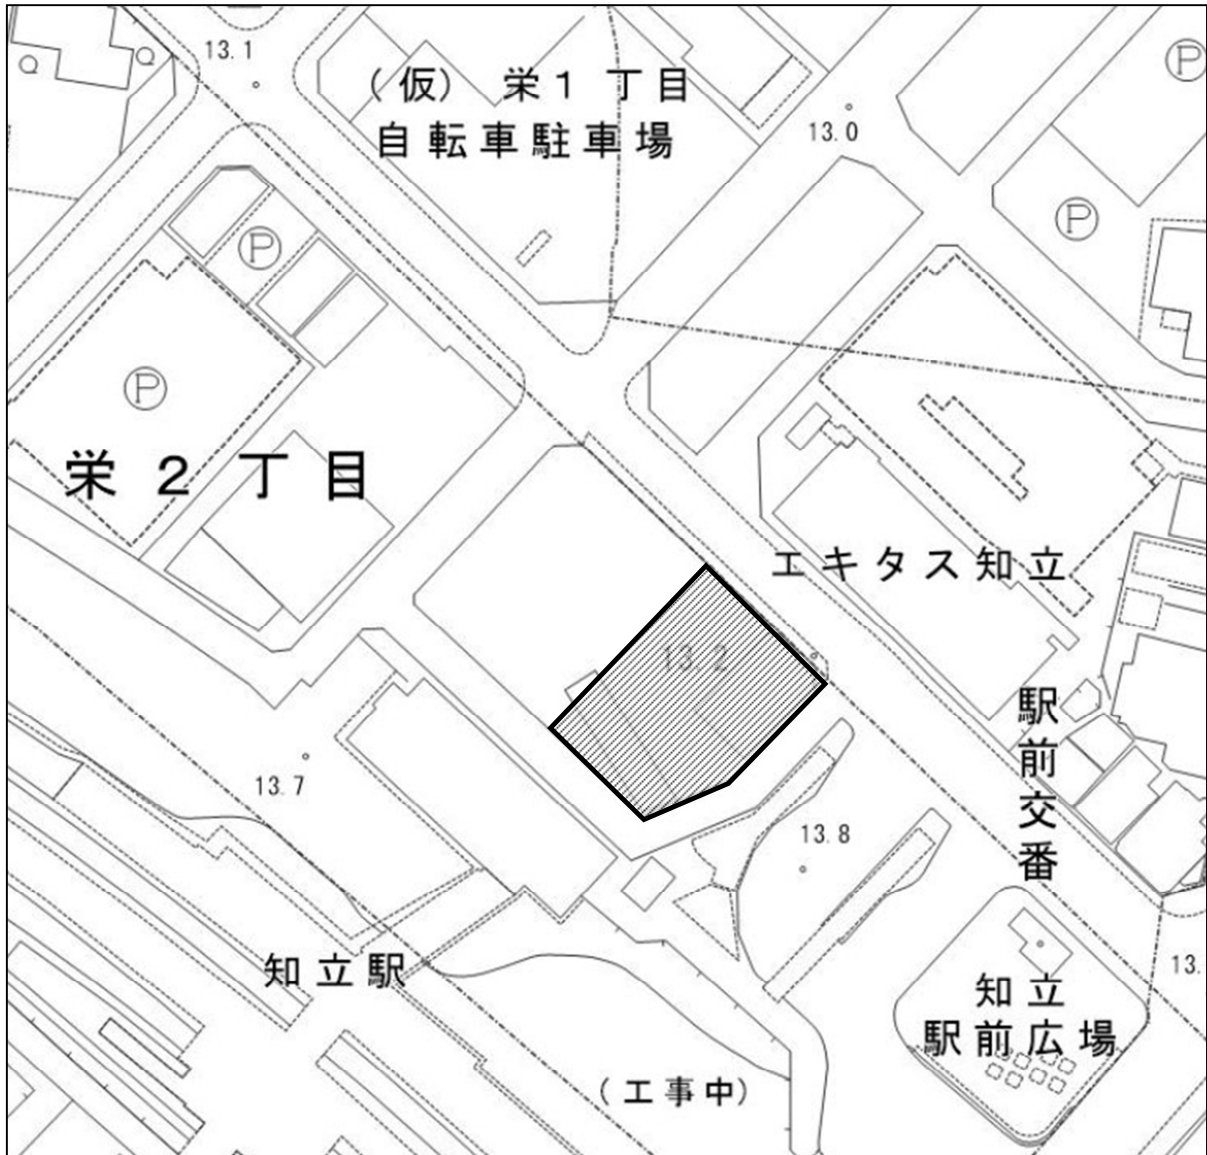 13.1
(仮) 栄1 丁目
自転車駐車場
13.0
P
P
P
P
栄 2 丁目
エキタス知立
13.2
駅前交番
13.7
13.8
知立駅
13.
知立
駅前広場
(工事中)